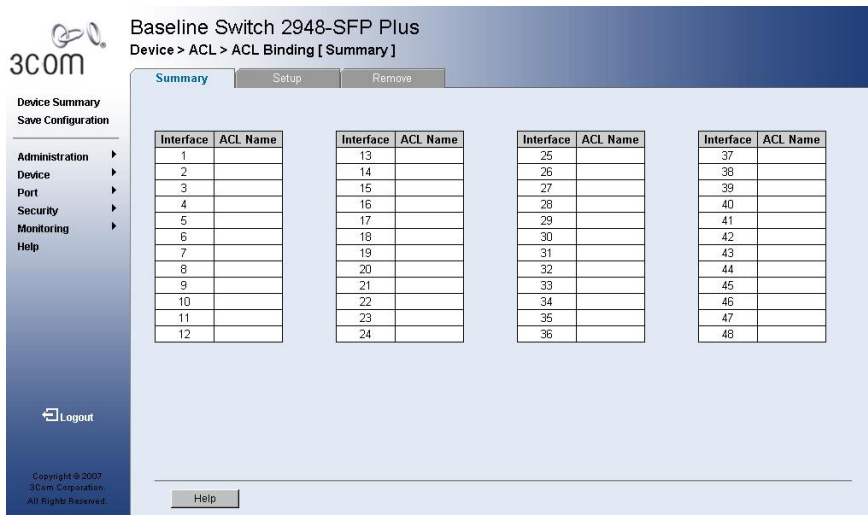 3COM
Baseline Switch 2948-SFP Plus
Device > ACL > ACL Binding [ Summary ]
Summary Setup Remove
Device Summary
Save Configuration
Administration
Device
Port
Security
Monitoring
Help
Logout
Copyright © 2007
3Com Corporation.
All Rights Reserved.
Interface ACL Name Interface ACL Name Interface ACL Name Interface ACL Name
1 13 25 37
2 14 26 38
3 15 27 39
4 16 28 40
5 17 29 41
6 18 30 42
7 19 31 43
8 20 32 44
9 21 33 45
10 22 34 46
11 23 35 47
12 24 36 48
Help